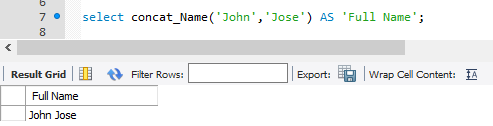 6
7 select concat_Name('John','Jose') AS 'Full Name';
8
Result Grid Filter Rows: Export: Wrap Cell Content:
Full Name
John Jose